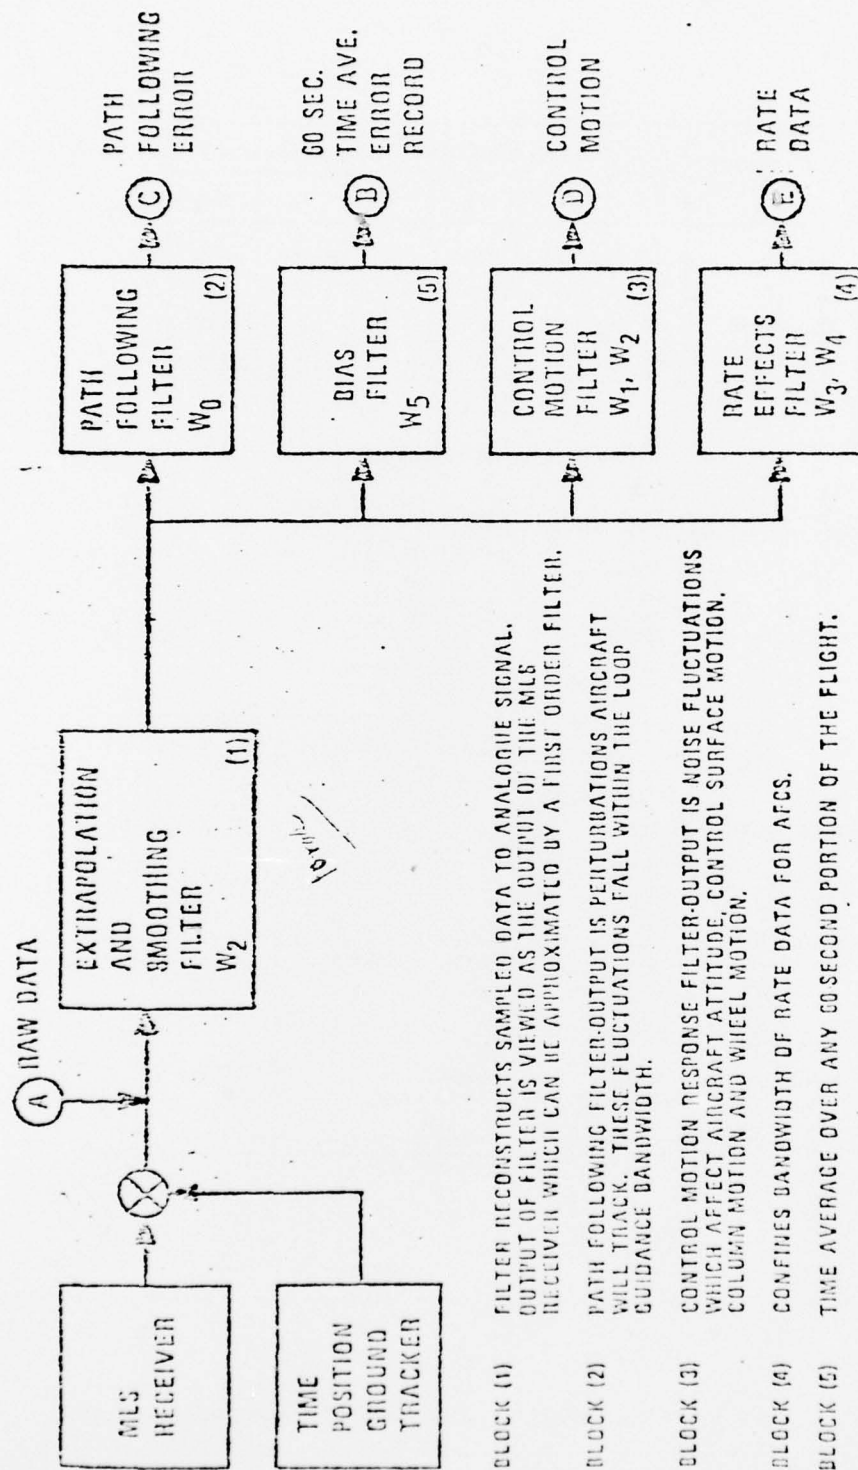 MLS
RECEIVER
TIME
POSITION
GROUND
TRACKER
A
RAW DATA
EXTRAPOLATION
AND
SMOOTHING
FILTER
W2
(1)
PATH
FOLLOWING
FILTER
W0
(2)
C
PATH
FOLLOWING
ERROR
BIAS
FILTER
W5
(5)
B
60 SEC.
TIME AVE.
ERROR
RECORD
CONTROL
MOTION
FILTER
W1, W2
(3)
D
CONTROL
MOTION
RATE
EFFECTS
FILTER
W3, W4
(4)
E
RATE
DATA
BLOCK (1) FILTER RECONSTRUCTS SAMPLED DATA TO ANALOGUE SIGNAL.
OUTPUT OF FILTER IS VIEWED AS THE OUTPUT OF THE MLS
RECEIVER WHICH CAN BE APPROXIMATED BY A FIRST ORDER FILTER.
BLOCK (2) PATH FOLLOWING FILTER-OUTPUT IS PERTURBATIONS AIRCRAFT
WILL TRACK. THESE FLUCTUATIONS FALL WITHIN THE LOOP
GUIDANCE BANDWIDTH.
BLOCK (3) CONTROL MOTION RESPONSE FILTER-OUTPUT IS NOISE FLUCTUATIONS
WHICH AFFECT AIRCRAFT ATTITUDE, CONTROL SURFACE MOTION,
COLUMN MOTION AND WHEEL MOTION.
BLOCK (4) CONFINES BANDWIDTH OF RATE DATA FOR AFCS.
BLOCK (5) TIME AVERAGE OVER ANY 60-SECOND PORTION OF THE FLIGHT.